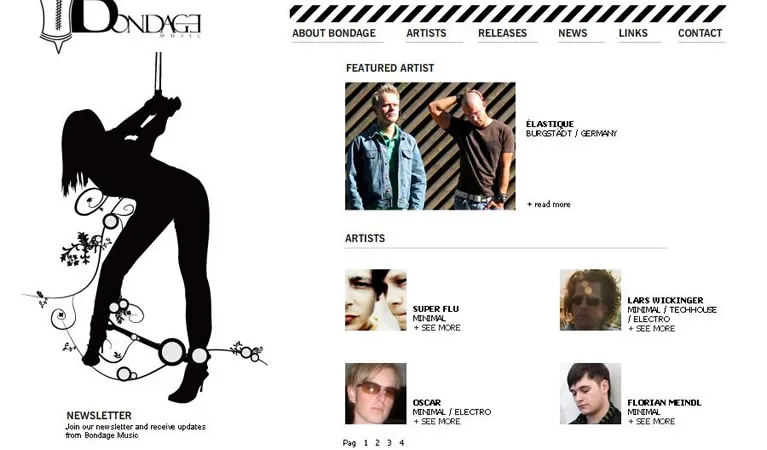 BONDAGE
MUSIC
ABOUT BONDAGE
ARTISTS
RELEASES
NEWS
LINKS
CONTACT
FEATURED ARTIST
ÉLASTIQUE
BURGSTÄDT / GERMANY
+ read more
ARTISTS
SUPER FLU
MINIMAL
+ SEE MORE
LARS WICKINGER
MINIMAL / TECHHOUSE
/ ELECTRO
+ SEE MORE
OSCAR
MINIMAL / ELECTRO
+ SEE MORE
FLORIAN MEINDL
MINIMAL
+ SEE MORE
Pag 1 2 3 4
NEWSLETTER
Join our newsletter and receive updates
from Bondage Music